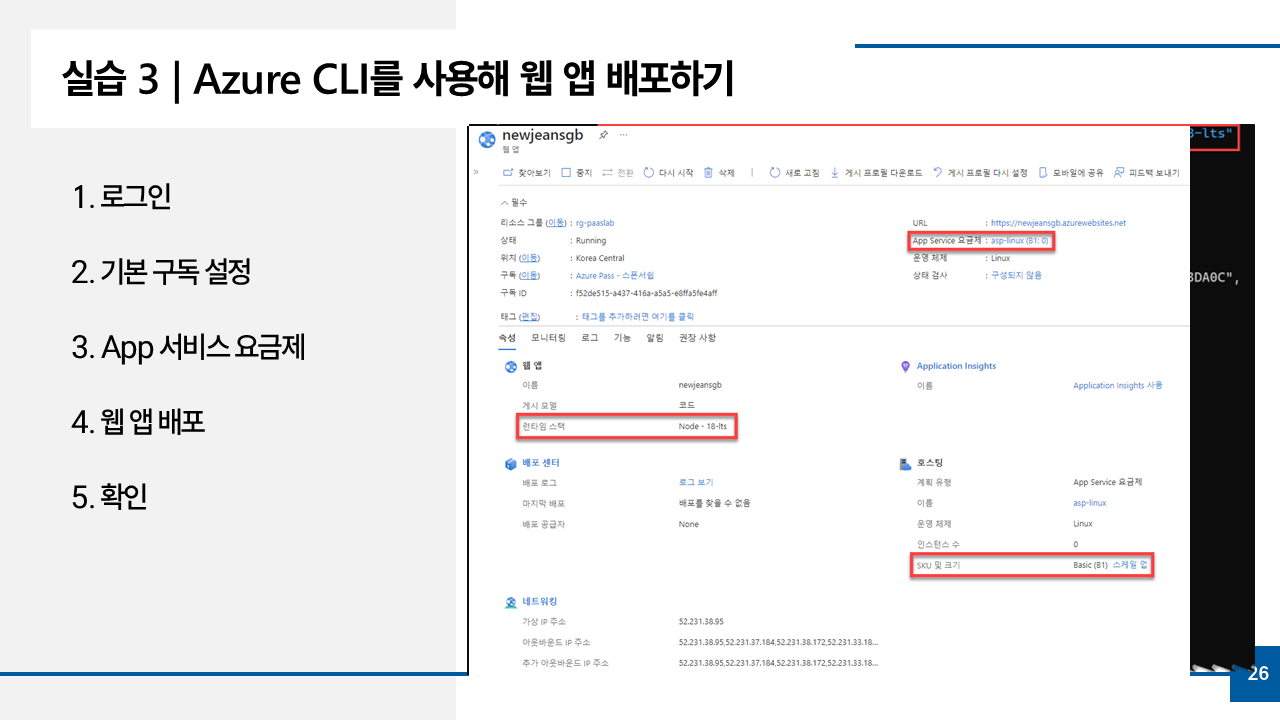 실습 3 | Azure CLI를 사용해 웹 앱 배포하기
1. 로그인
2. 기본 구독 설정
3. App 서비스 요금제
4. 웹 앱 배포
5. 확인
newjeansgb
웹 앱
찾아보기 중지 전환 다시 시작 삭제 새로 고침 게시 프로필 다운로드 게시 프로필 다시 설정 모바일에 공유 피드백 보내기
필수
리소스 그룹 (이동) : rg-paaslab
상태 : Running
위치 (이동) : Korea Central
구독 (이동) : Azure Pass - 스폰서쉽
구독 ID : f52de515-a437-416a-a5a5-e8ffa5fe4aff
태그 (편집) : 태그를 추가하려면 여기를 클릭
URL : https://newjeansgb.azurewebsites.net
App Service 요금제 : asp-linux (B1: 0)
운영 체제 : Linux
상태 검사 : 구성되지 않음
속성 모니터링 로그 기능 알림 권장 사항
웹 앱
이름 newjeansgb
게시 모델 코드
런타임 스택 Node - 18-lts
배포 센터
배포 로그 로그 보기
마지막 배포 배포를 찾을 수 없음
배포 공급자 None
네트워킹
가상 IP 주소 52.231.38.95
아웃바운드 IP 주소 52.231.38.95,52.231.37.184,52.231.38.172,52.231.33.18...
추가 아웃바운드 IP 주소 52.231.38.95,52.231.37.184,52.231.38.172,52.231.33.18...
Application Insights
이름 Application Insights 사용
호스팅
계획 유형 App Service 요금제
이름 asp-linux
운영 체제 Linux
인스턴스 수 0
SKU 및 크기 Basic (B1) 스케일 업
8-lts"
3DA0C",
26